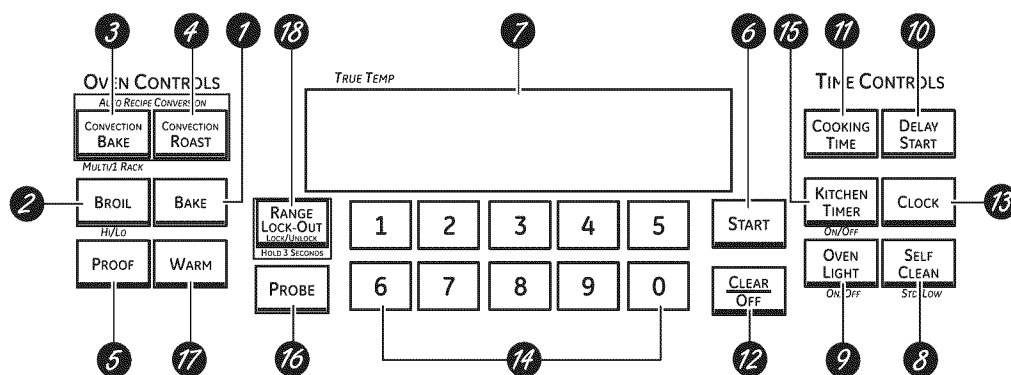 3 4 1 18 7 6 15 11 10
OVEN CONTROLS
TRUE TEMP
TIME CONTROLS
AUTO RECIPE CONVERSION
CONVECTION BAKE
CONVECTION ROAST
MULTI/1 RACK
COOKING TIME
DELAY START
2
BROIL
BAKE
HI/LO
RANGE LOCK-OUT
LOCK/UNLOCK
HOLD 3 SECONDS
1 2 3 4 5
START
KITCHEN TIMER
ON/OFF
CLOCK
13
PROOF
WARM
PROBE
6 7 8 9 0
CLEAR
OFF
OVEN LIGHT
ON/OFF
SELF CLEAN
STD/LOW
5 17 16 14 12 9 8